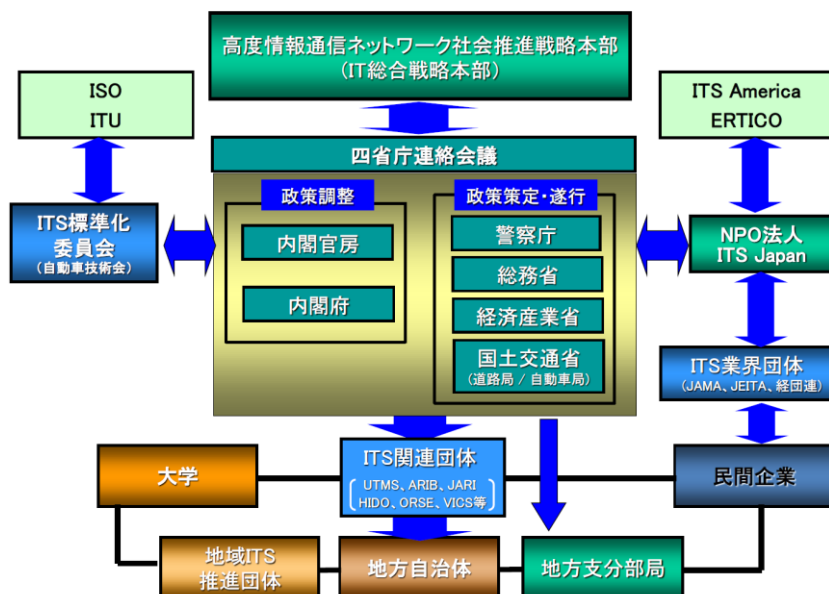 高度情報通信ネットワーク社会推進戦略本部
(IT総合戦略本部)
ISO
ITU
ITS America
ERTICO
四省庁連絡会議
政策調整
政策策定・遂行
内閣官房
内閣府
警察庁
総務省
経済産業省
国土交通省
(道路局 / 自動車局)
ITS標準化
委員会
(自動車技術会)
NPO法人
ITS Japan
ITS業界団体
(JAMA、JEITA、経団連)
大学
ITS関連団体
UTMS、ARIB、JARI
HIDO、ORSE、VICS等
民間企業
地域ITS
推進団体
地方自治体
地方支分部局